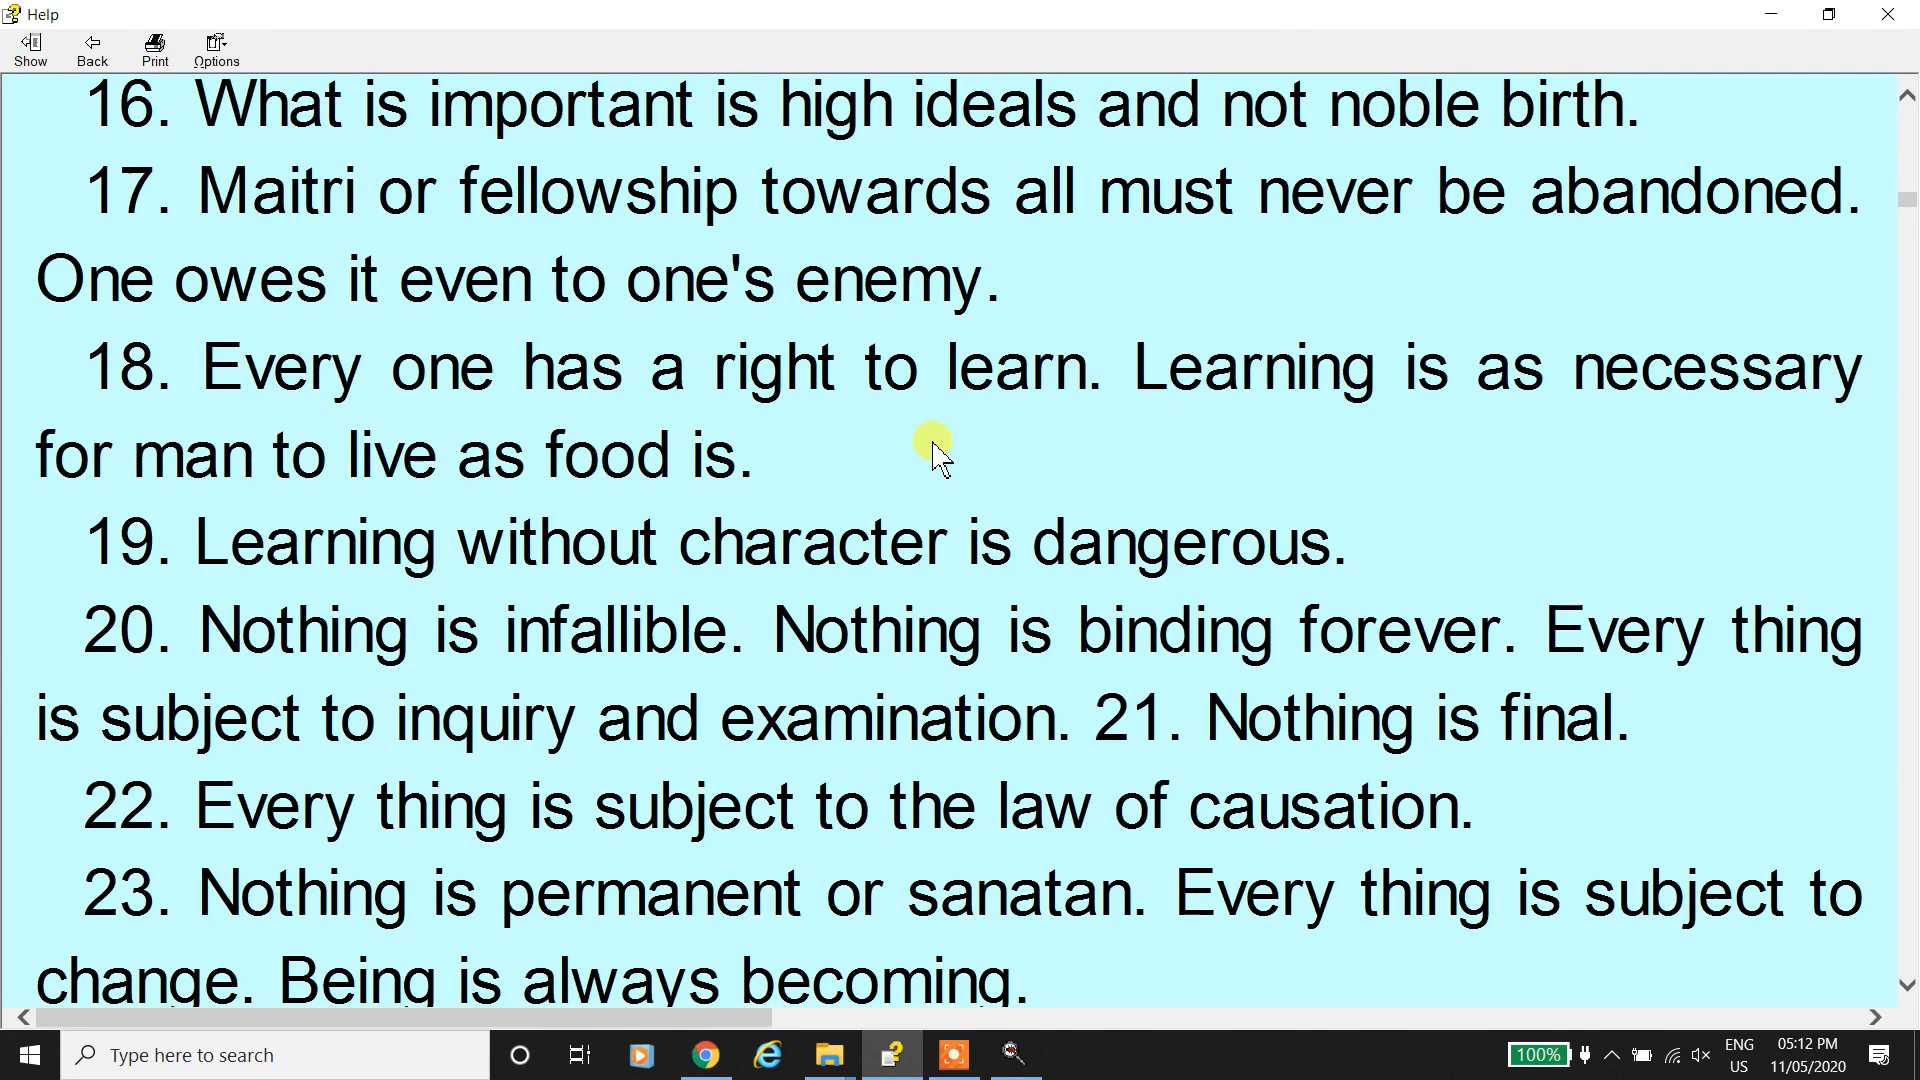 Help
Show Back Print Options
16. What is important is high ideals and not noble birth.
17. Maitri or fellowship towards all must never be abandoned.
One owes it even to one's enemy.
18. Every one has a right to learn. Learning is as necessary
for man to live as food is.
19. Learning without character is dangerous.
20. Nothing is infallible. Nothing is binding forever. Every thing
is subject to inquiry and examination. 21. Nothing is final.
22. Every thing is subject to the law of causation.
23. Nothing is permanent or sanatan. Every thing is subject to
change. Being is always becoming.
Type here to search
100%
ENG
US
05:12 PM
11/05/2020